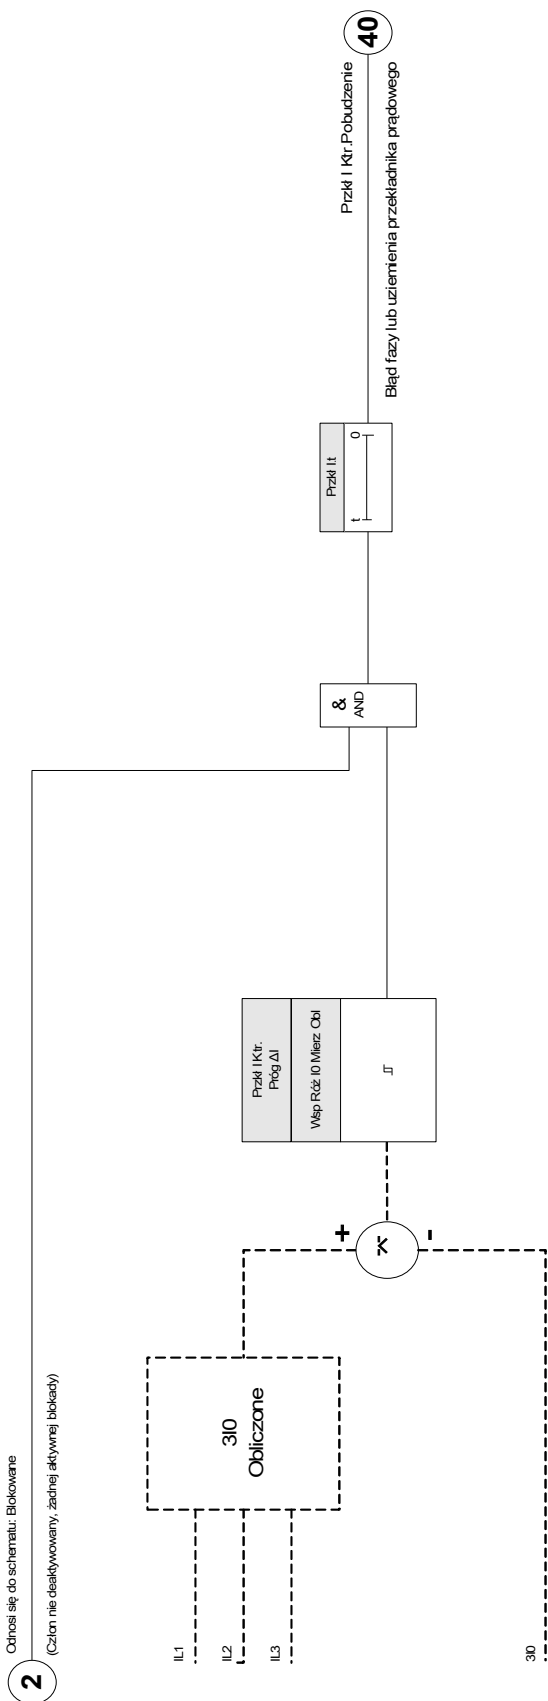 2
Odnosi się do schematu: Blokowane
(Człon nie deaktywowany, żadnej aktywnej blokady)
IL1
IL2
IL3
3I0
3I0
Obliczone
+
-
Σ
Przkł I Ktr.
Próg ΔI
Wsp Róż I0 Mierz Obl
&
AND
Przkł I.t
t
0
Przkł I Ktr.Pobudzenie
Błąd fazy lub uziemienia przekładnika prądowego
40